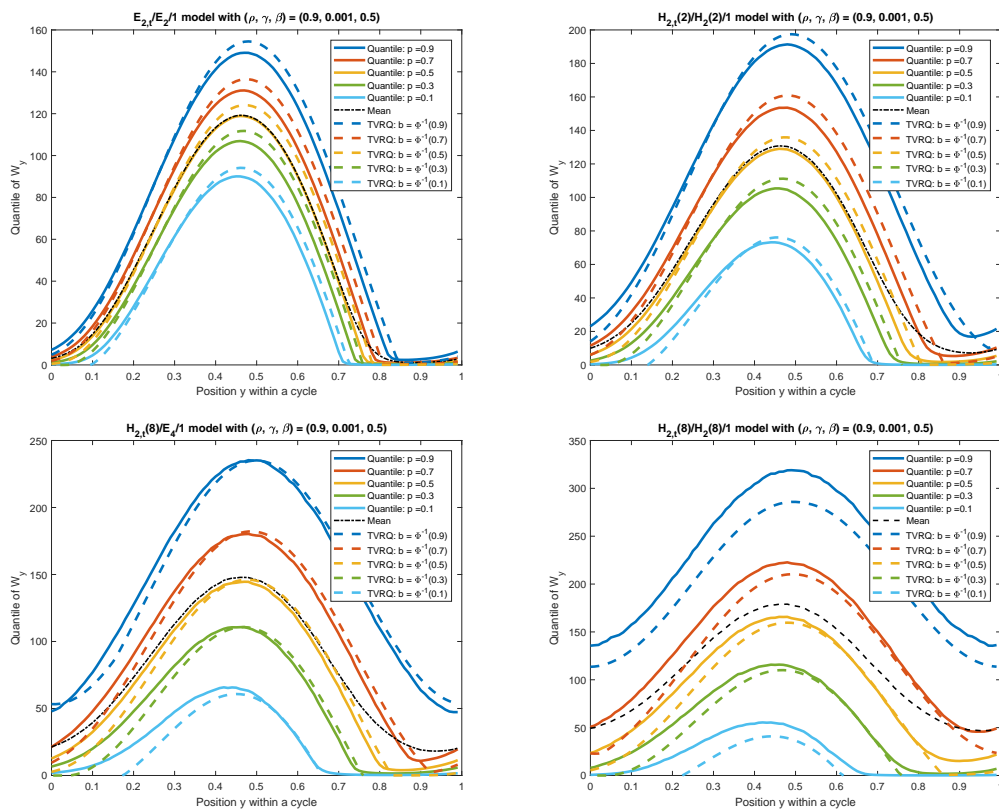 E2,t/E2/1 model with (ρ, γ, β) = (0.9, 0.001, 0.5)
160
140
120
100
80
60
40
20
0
Quantile of Wy
Quantile: p =0.9
Quantile: p =0.7
Quantile: p =0.5
Quantile: p =0.3
Quantile: p =0.1
Mean
TVRQ: b = Φ-1(0.9)
TVRQ: b = Φ-1(0.7)
TVRQ: b = Φ-1(0.5)
TVRQ: b = Φ-1(0.3)
TVRQ: b = Φ-1(0.1)
0 0.1 0.2 0.3 0.4 0.5 0.6 0.7 0.8 0.9 1
Position y within a cycle
H2,t(2)/H2(2)/1 model with (ρ, γ, β) = (0.9, 0.001, 0.5)
200
180
160
140
120
100
80
60
40
20
0
Quantile of Wy
Quantile: p =0.9
Quantile: p =0.7
Quantile: p =0.5
Quantile: p =0.3
Quantile: p =0.1
Mean
TVRQ: b = Φ-1(0.9)
TVRQ: b = Φ-1(0.7)
TVRQ: b = Φ-1(0.5)
TVRQ: b = Φ-1(0.3)
TVRQ: b = Φ-1(0.1)
0 0.1 0.2 0.3 0.4 0.5 0.6 0.7 0.8 0.9 1
Position y within a cycle
H2,t(8)/E4/1 model with (ρ, γ, β) = (0.9, 0.001, 0.5)
250
200
150
100
50
0
Quantile of Wy
Quantile: p =0.9
Quantile: p =0.7
Quantile: p =0.5
Quantile: p =0.3
Quantile: p =0.1
Mean
TVRQ: b = Φ-1(0.9)
TVRQ: b = Φ-1(0.7)
TVRQ: b = Φ-1(0.5)
TVRQ: b = Φ-1(0.3)
TVRQ: b = Φ-1(0.1)
0 0.1 0.2 0.3 0.4 0.5 0.6 0.7 0.8 0.9 1
Position y within a cycle
H2,t(8)/H2(8)/1 model with (ρ, γ, β) = (0.9, 0.001, 0.5)
350
300
250
200
150
100
50
0
Quantile of Wy
Quantile: p =0.9
Quantile: p =0.7
Quantile: p =0.5
Quantile: p =0.3
Quantile: p =0.1
Mean
TVRQ: b = Φ-1(0.9)
TVRQ: b = Φ-1(0.7)
TVRQ: b = Φ-1(0.5)
TVRQ: b = Φ-1(0.3)
TVRQ: b = Φ-1(0.1)
0 0.1 0.2 0.3 0.4 0.5 0.6 0.7 0.8 0.9 1
Position y within a cycle